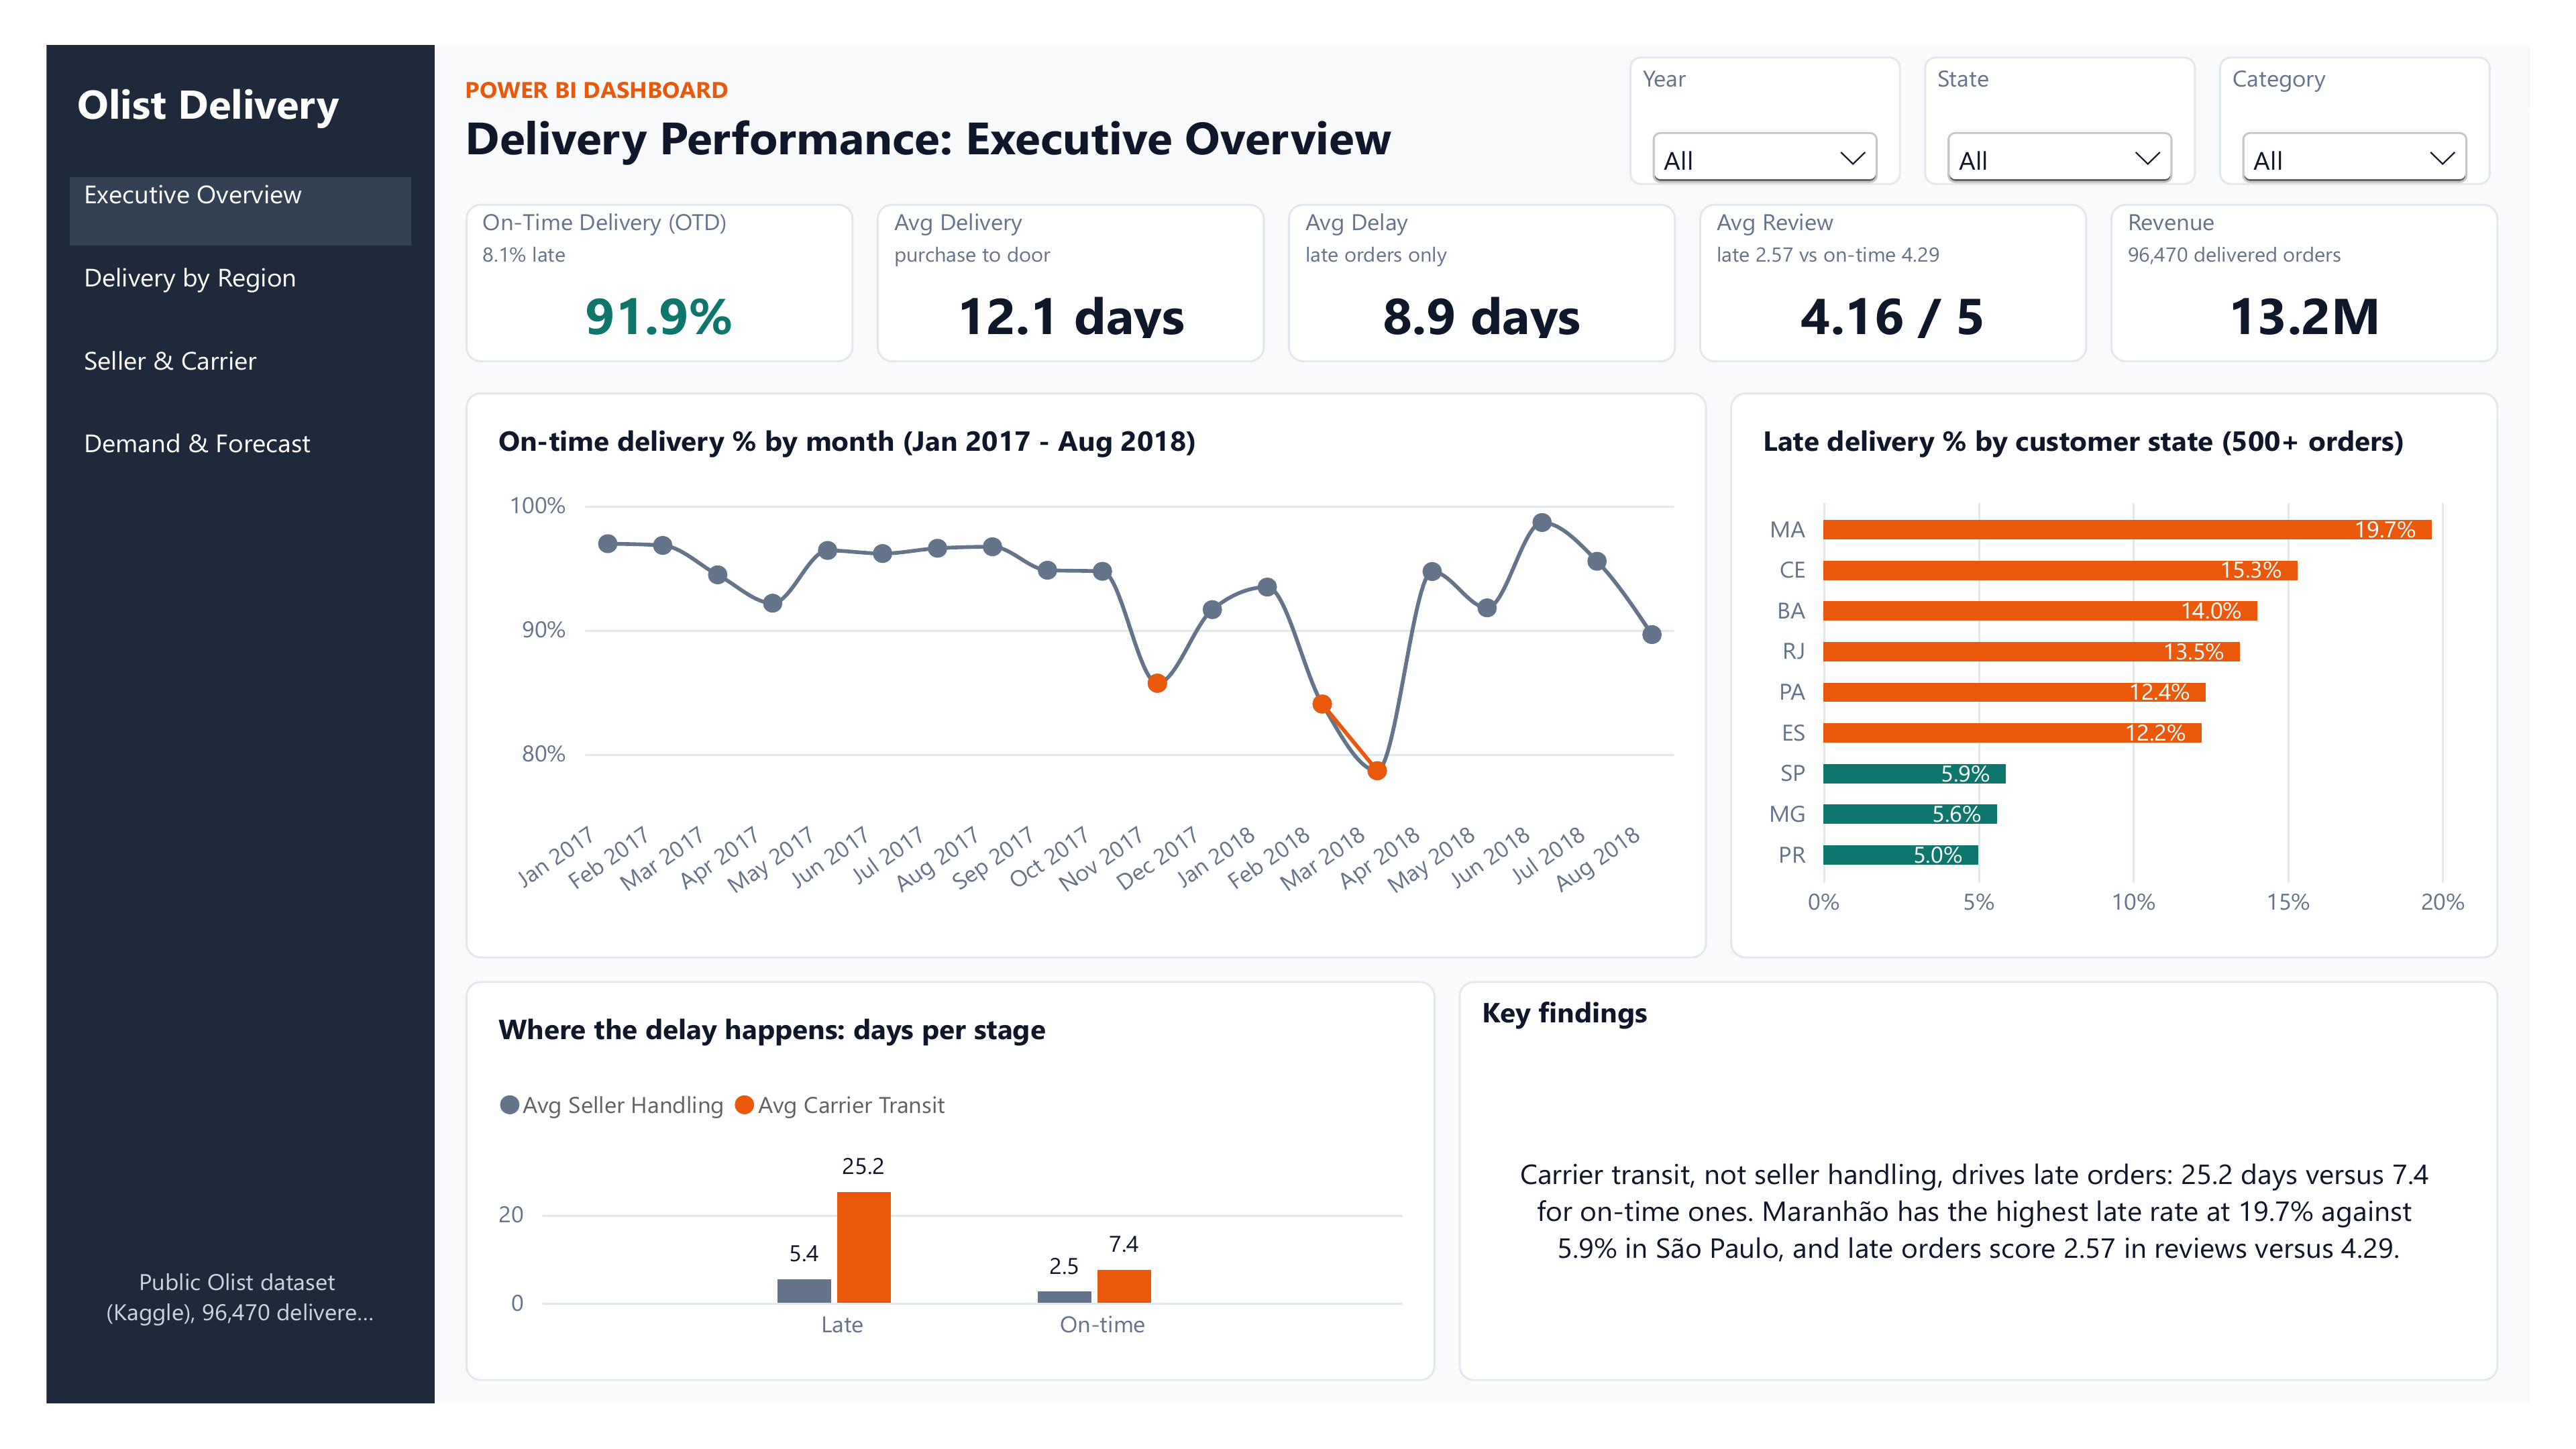 Olist Delivery
Executive Overview
Delivery by Region
Seller & Carrier
Demand & Forecast
Public Olist dataset
(Kaggle), 96,470 delivere...
POWER BI DASHBOARD
Delivery Performance: Executive Overview
Year
All
State
All
Category
All
On-Time Delivery (OTD)
8.1% late
91.9%
Avg Delivery
purchase to door
12.1 days
Avg Delay
late orders only
8.9 days
Avg Review
late 2.57 vs on-time 4.29
4.16 / 5
Revenue
96,470 delivered orders
13.2M
On-time delivery % by month (Jan 2017 - Aug 2018)
100%
90%
80%
Jan 2017
Feb 2017
Mar 2017
Apr 2017
May 2017
Jun 2017
Jul 2017
Aug 2017
Sep 2017
Oct 2017
Nov 2017
Dec 2017
Jan 2018
Feb 2018
Mar 2018
Apr 2018
May 2018
Jun 2018
Jul 2018
Aug 2018
Late delivery % by customer state (500+ orders)
MA 19.7%
CE 15.3%
BA 14.0%
RJ 13.5%
PA 12.4%
ES 12.2%
SP 5.9%
MG 5.6%
PR 5.0%
0% 5% 10% 15% 20%
Where the delay happens: days per stage
Avg Seller Handling Avg Carrier Transit
20
0
5.4
25.2
2.5
7.4
Late
On-time
Key findings
Carrier transit, not seller handling, drives late orders: 25.2 days versus 7.4
for on-time ones. Maranhão has the highest late rate at 19.7% against
5.9% in São Paulo, and late orders score 2.57 in reviews versus 4.29.